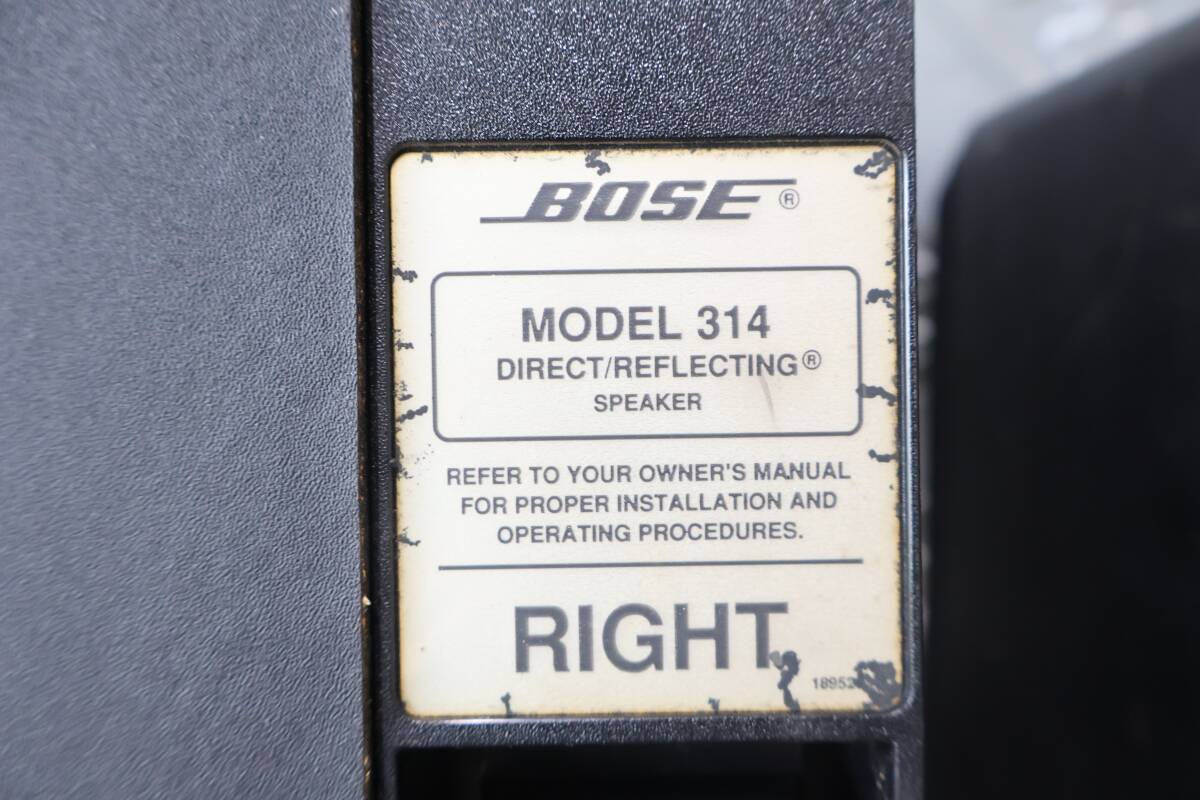 BOSE®
MODEL 314
DIRECT/REFLECTING®
SPEAKER
REFER TO YOUR OWNER'S MANUAL
FOR PROPER INSTALLATION AND
OPERATING PROCEDURES.
RIGHT